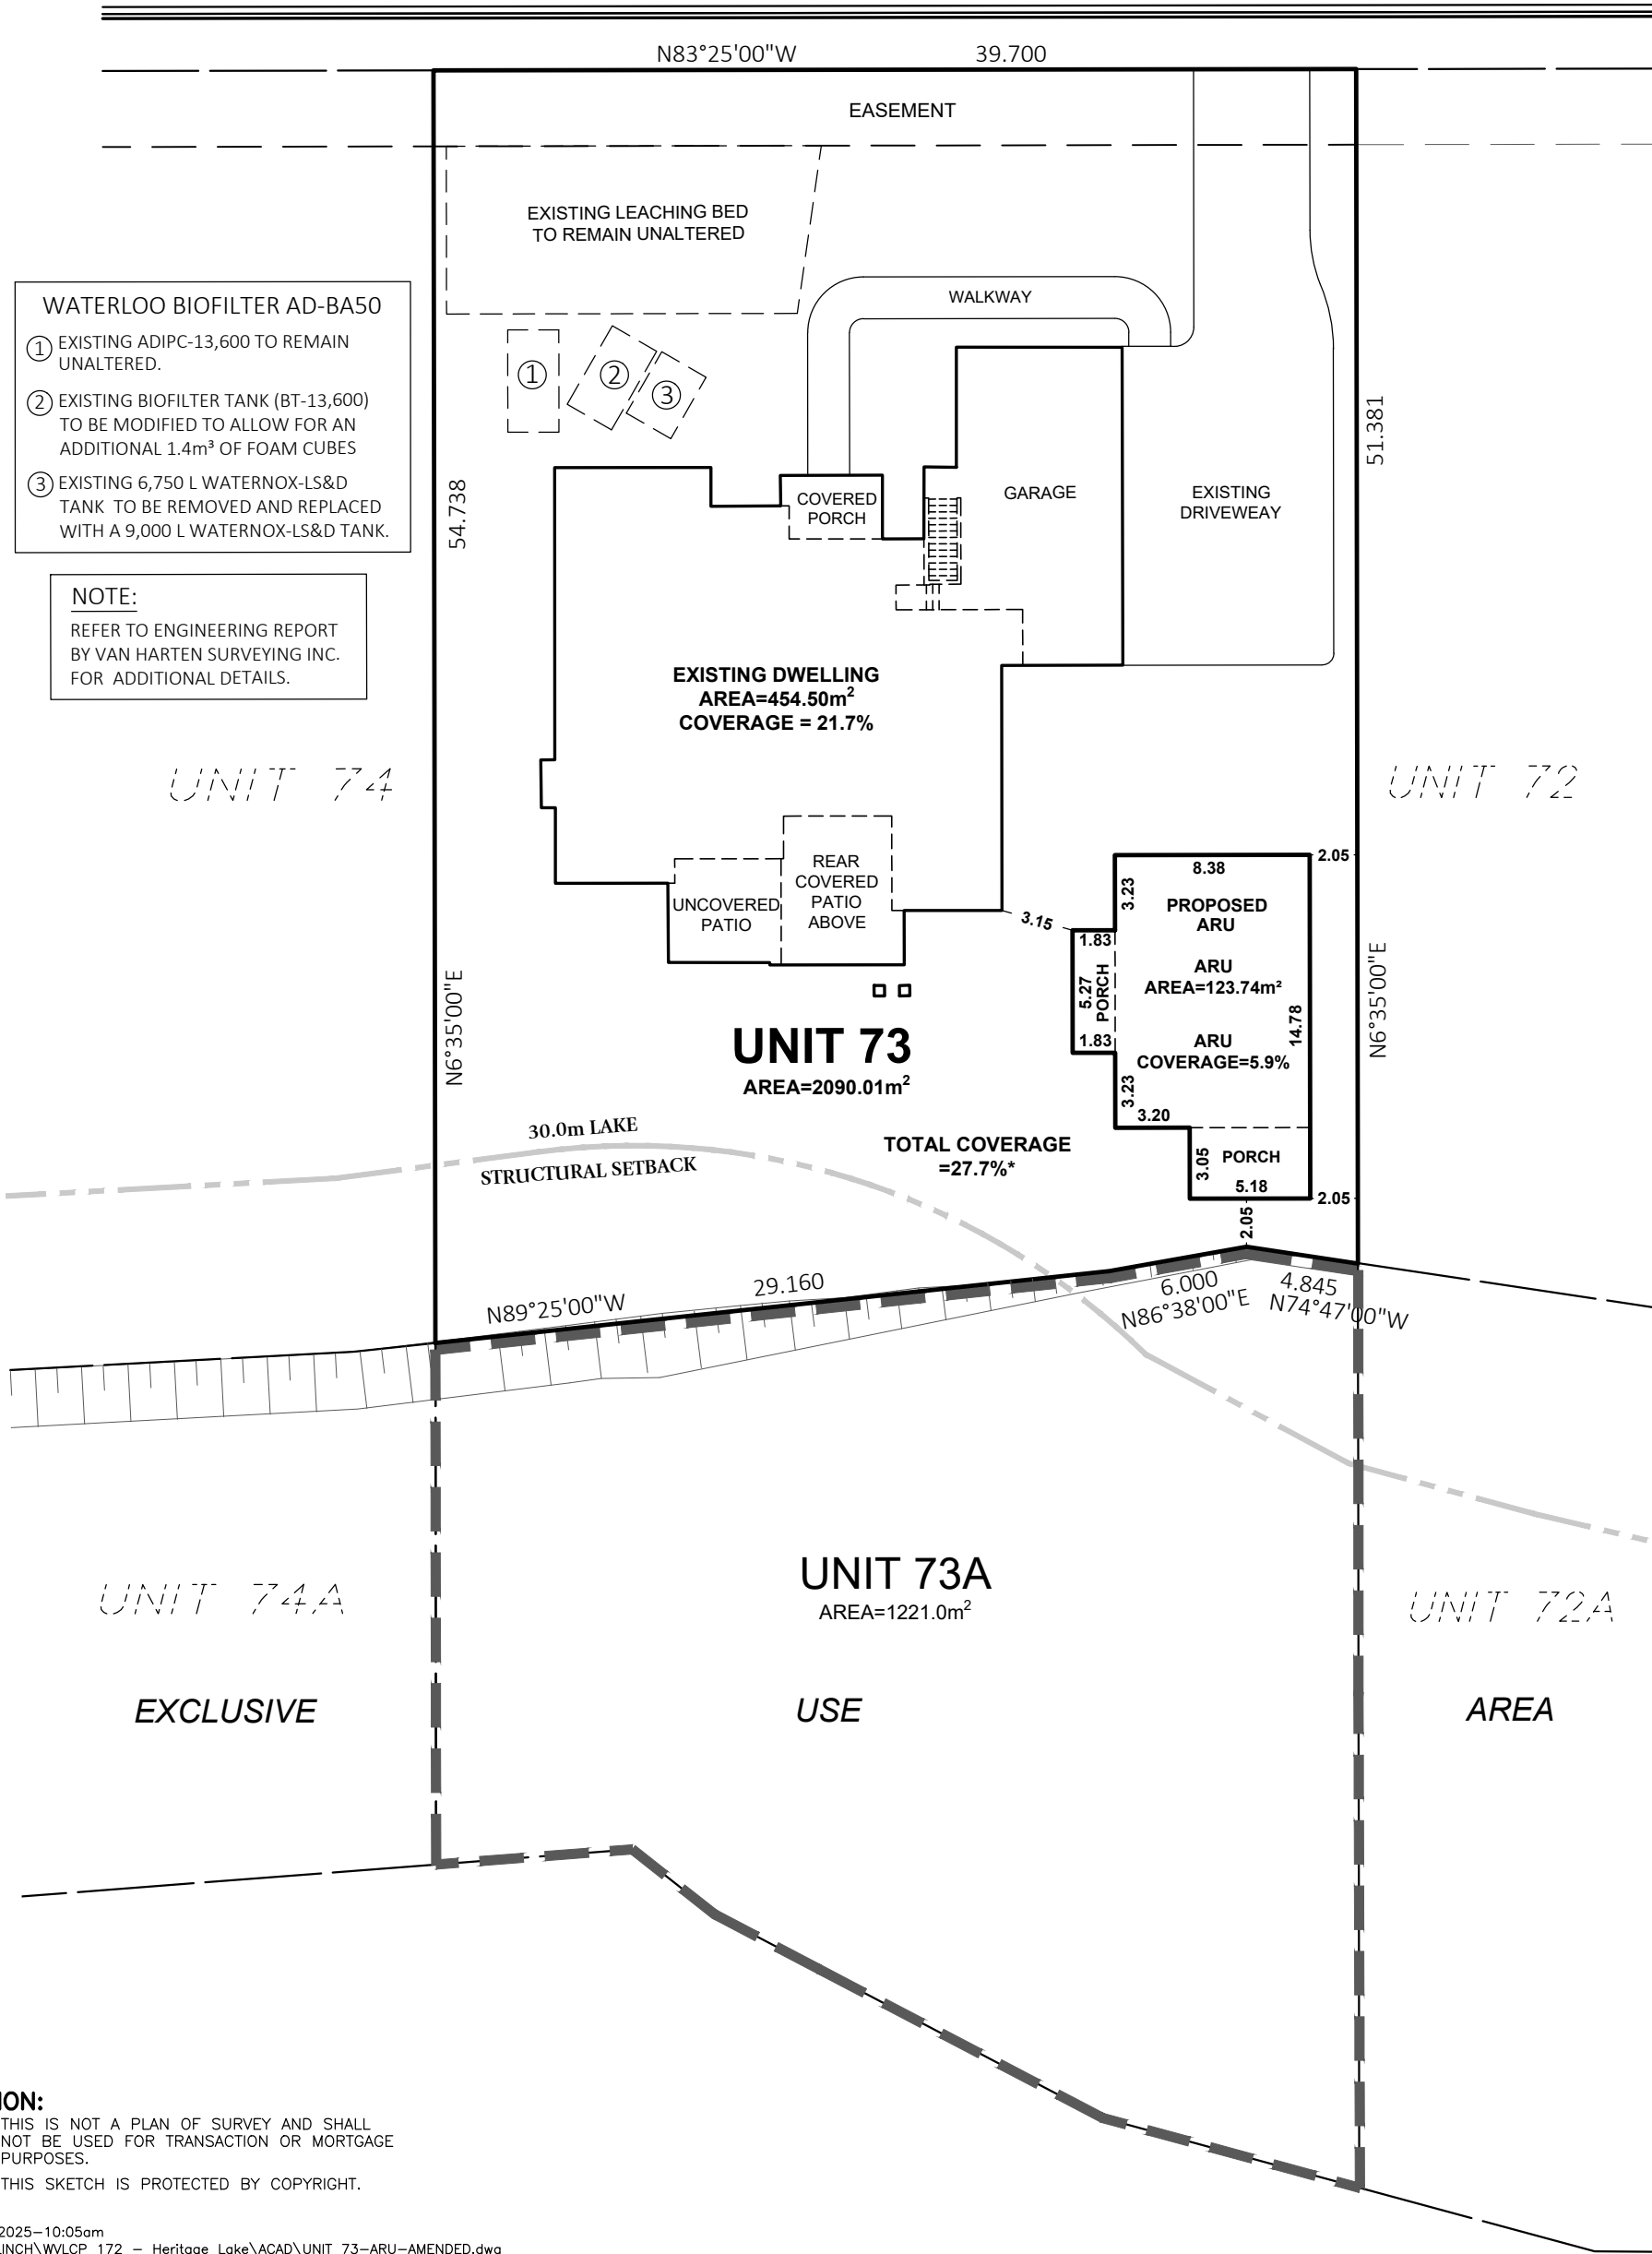 N83°25'00"W 39.700
EASEMENT
EXISTING LEACHING BED
TO REMAIN UNALTERED
WALKWAY
WATERLOO BIOFILTER AD-BA50
1 EXISTING ADIPC-13,600 TO REMAIN
UNALTERED.
2 EXISTING BIOFILTER TANK (BT-13,600)
TO BE MODIFIED TO ALLOW FOR AN
ADDITIONAL 1.4m³ OF FOAM CUBES
3 EXISTING 6,750 L WATERNOX-LS&D
TANK TO BE REMOVED AND REPLACED
WITH A 9,000 L WATERNOX-LS&D TANK.
1
2
3
54.738
51.381
COVERED
PORCH
GARAGE
EXISTING
DRIVEWEAY
NOTE:
REFER TO ENGINEERING REPORT
BY VAN HARTEN SURVEYING INC.
FOR ADDITIONAL DETAILS.
EXISTING DWELLING
AREA=454.50m²
COVERAGE = 21.7%
UNIT 74
UNIT 72
UNCOVERED
PATIO
REAR
COVERED
PATIO
ABOVE
8.38
2.05
3.23
PROPOSED
ARU
3.15
1.83
ARU
AREA=123.74m²
5.27
PORCH
14.78
1.83
ARU
COVERAGE=5.9%
3.23
3.20
N6°35'00"E
N6°35'00"E
UNIT 73
AREA=2090.01m²
30.0m LAKE
STRUCTURAL SETBACK
TOTAL COVERAGE
=27.7%*
3.05
PORCH
5.18
2.05
2.05
N89°25'00"W 29.160
6.000
N86°38'00"E
4.845
N74°47'00"W
UNIT 73A
AREA=1221.0m²
UNIT 74A
UNIT 72A
EXCLUSIVE USE AREA
ION:
THIS IS NOT A PLAN OF SURVEY AND SHALL
NOT BE USED FOR TRANSACTION OR MORTGAGE
PURPOSES.
THIS SKETCH IS PROTECTED BY COPYRIGHT.
2025-10:05am
LINCH\WVLCP 172 - Heritage Lake\ACAD\UNIT 73-ARU-AMENDED.dwg